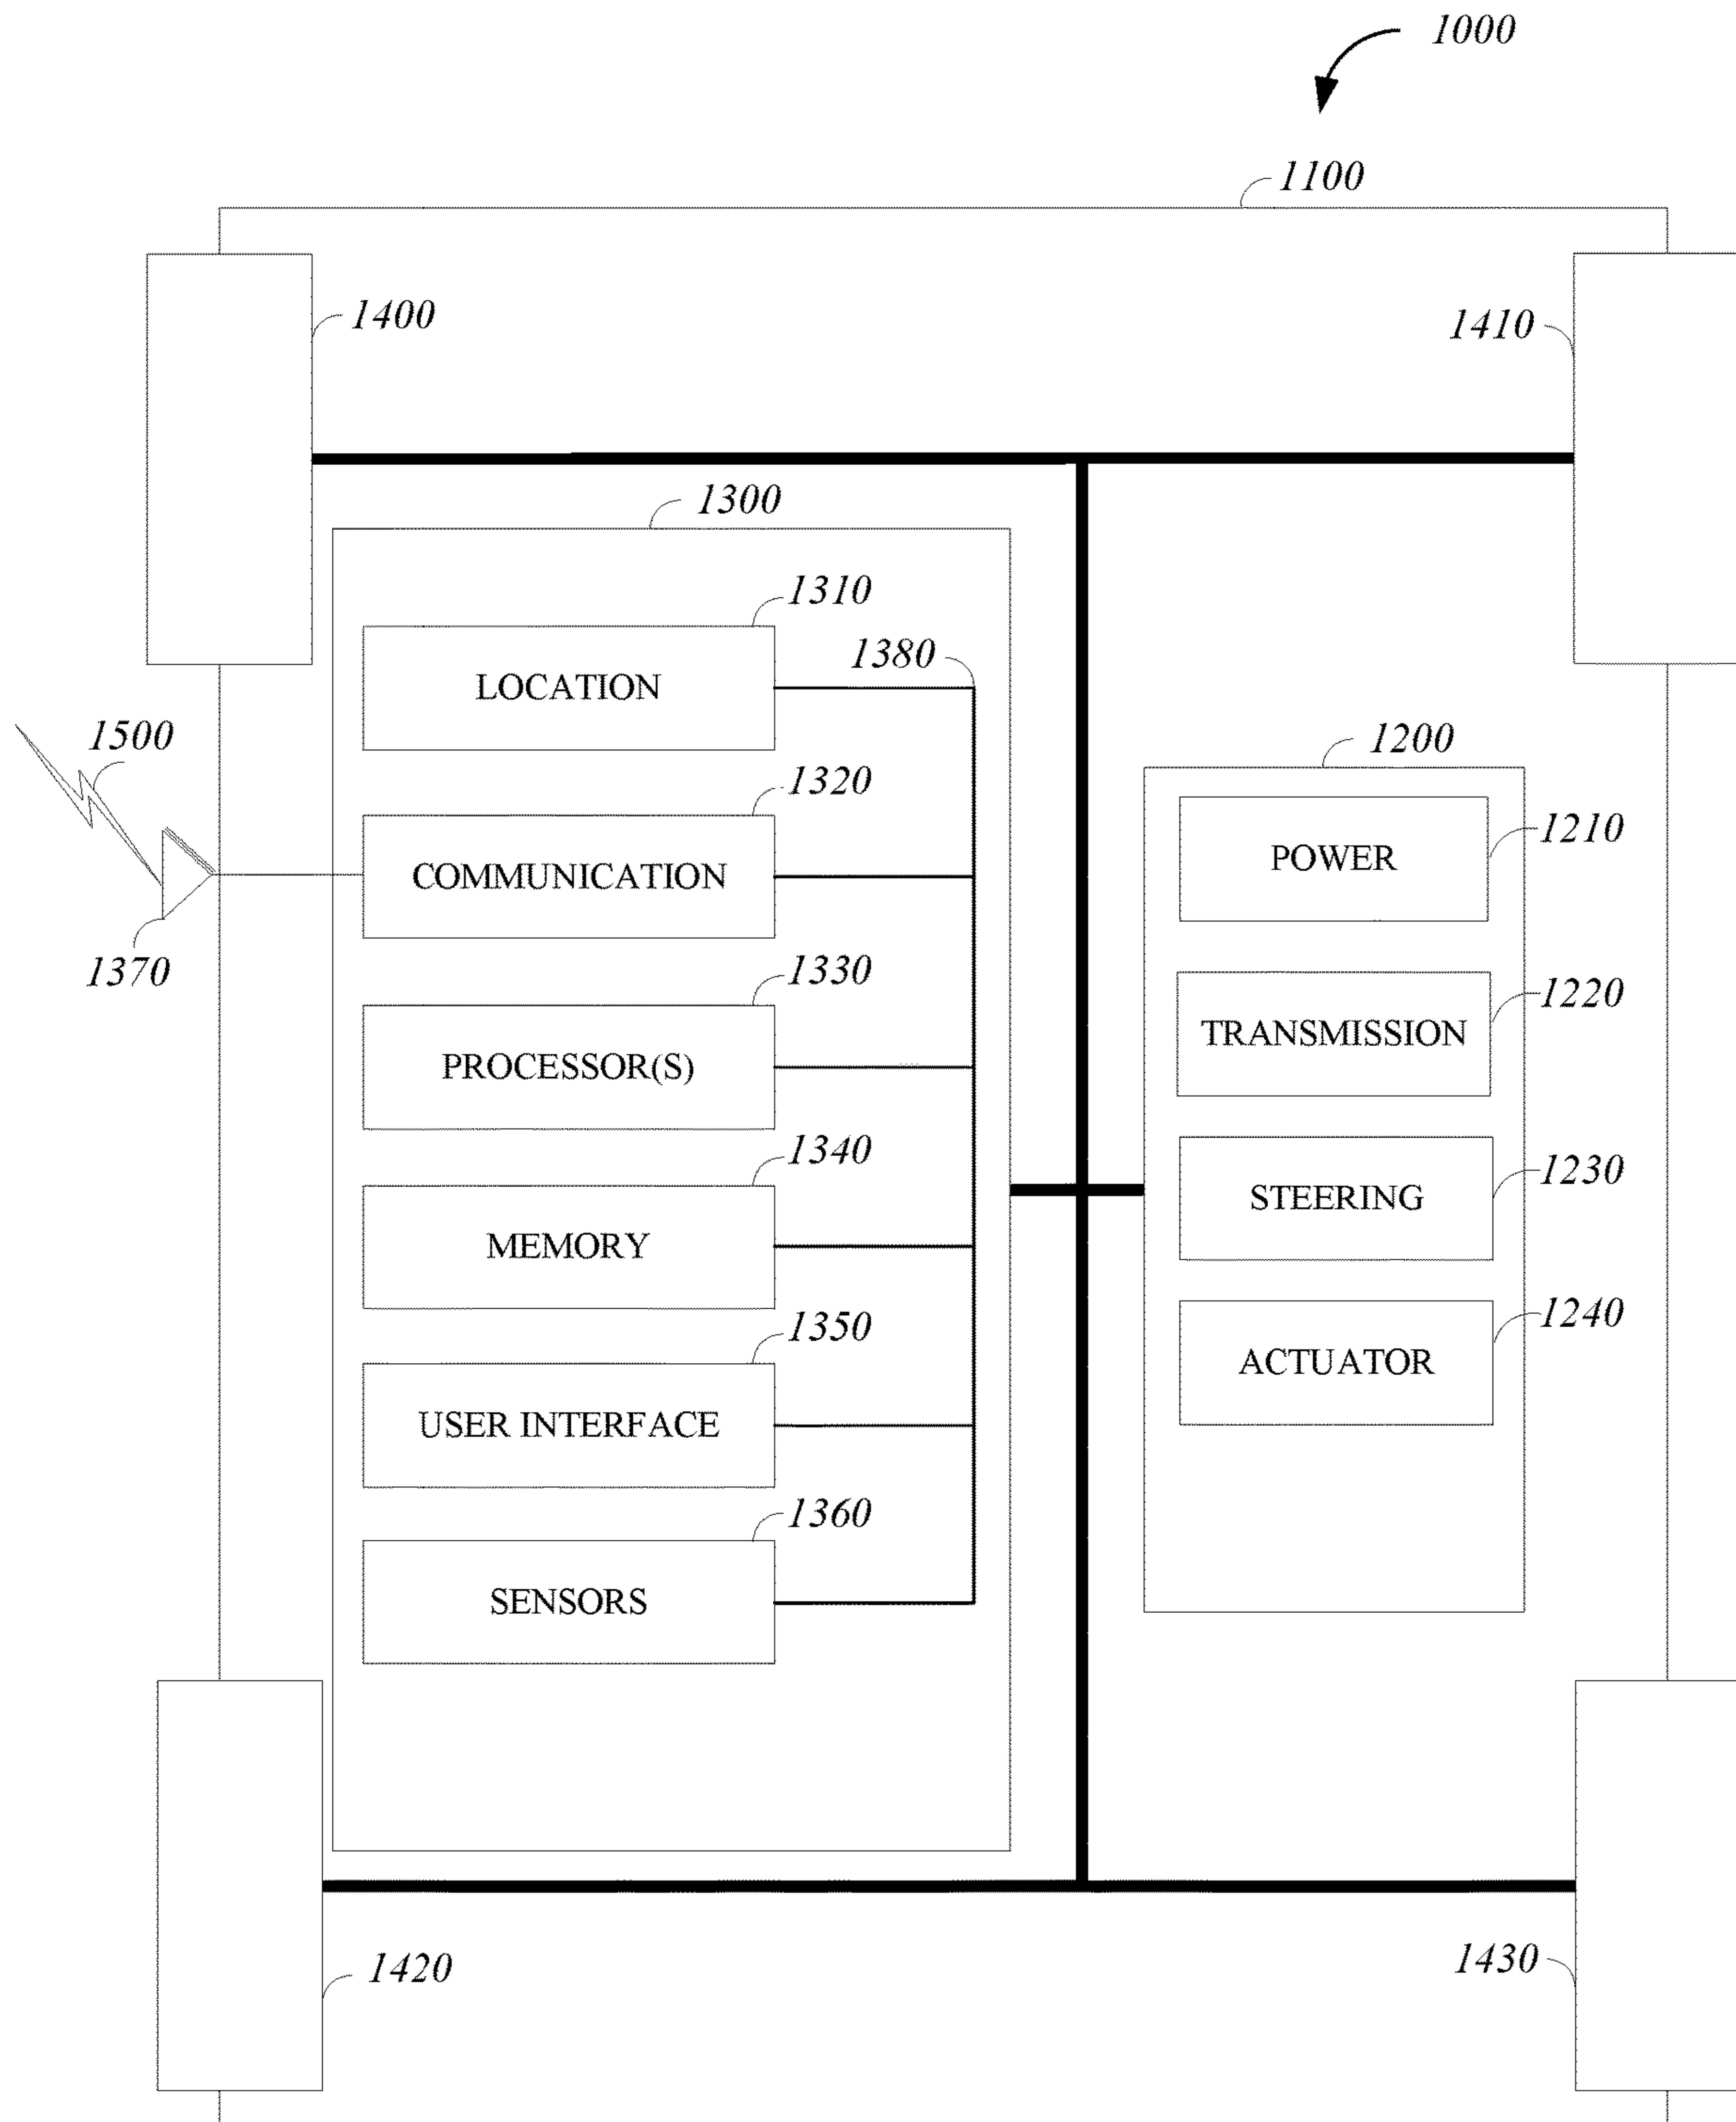 1000
1100
1400
1410
1300
1310
1380
LOCATION
1500
1200
1320
1210
COMMUNICATION
POWER
1370
1330
1220
TRANSMISSION
PROCESSOR(S)
1340
1230
STEERING
MEMORY
1350
1240
ACTUATOR
USER INTERFACE
1360
SENSORS
1420
1430